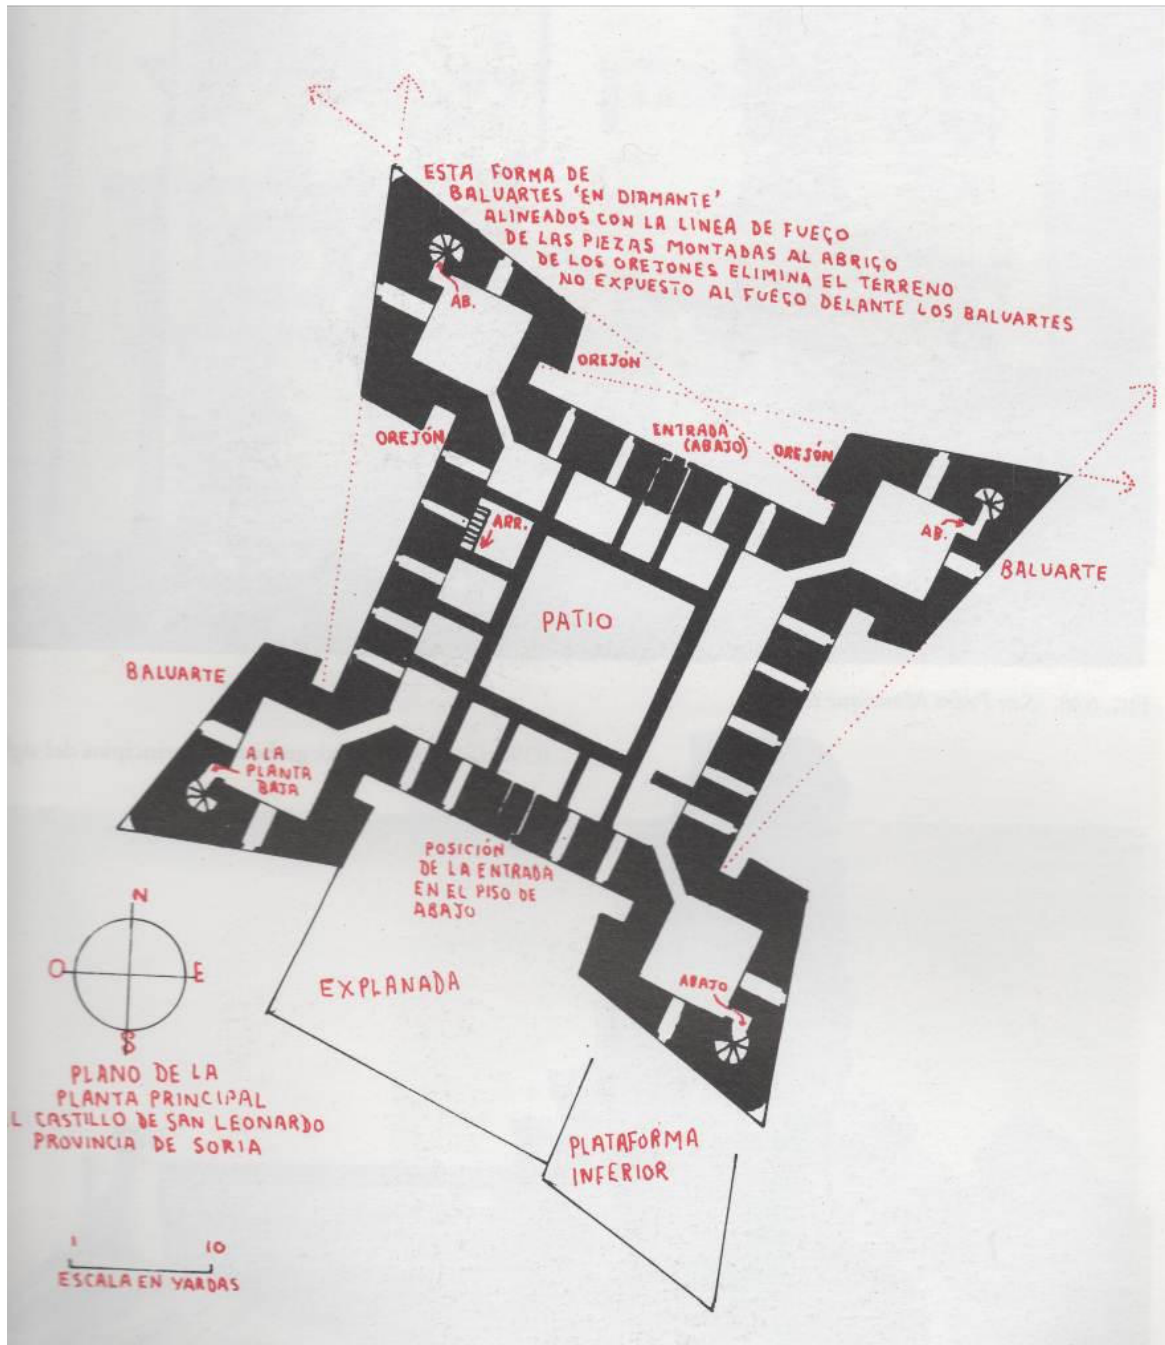 ESTA FORMA DE
BALUARTES 'EN DIAMANTE'
ALINEADOS CON LA LINEA DE FUEGO
DE LAS PIEZAS MONTADAS AL ABRIGO
DE LOS OREJONES ELIMINA EL TERRENO
NO EXPUESTO AL FUEGO DELANTE LOS BALUARTES
AB.
OREJÓN
ENTRADA
(ABAJO)
OREJÓN
OREJÓN
ARR.
AB.
BALUARTE
PATIO
BALUARTE
A LA
PLANTA
BAJA
POSICIÓN
DE LA ENTRADA
EN EL PISO DE
ABAJO
EXPLANADA
ABAJO
N
O
E
S
PLANO DE LA
PLANTA PRINCIPAL
L CASTILLO DE SAN LEONARDO
PROVINCIA DE SORIA
PLATAFORMA
INFERIOR
1 10
ESCALA EN YARDAS